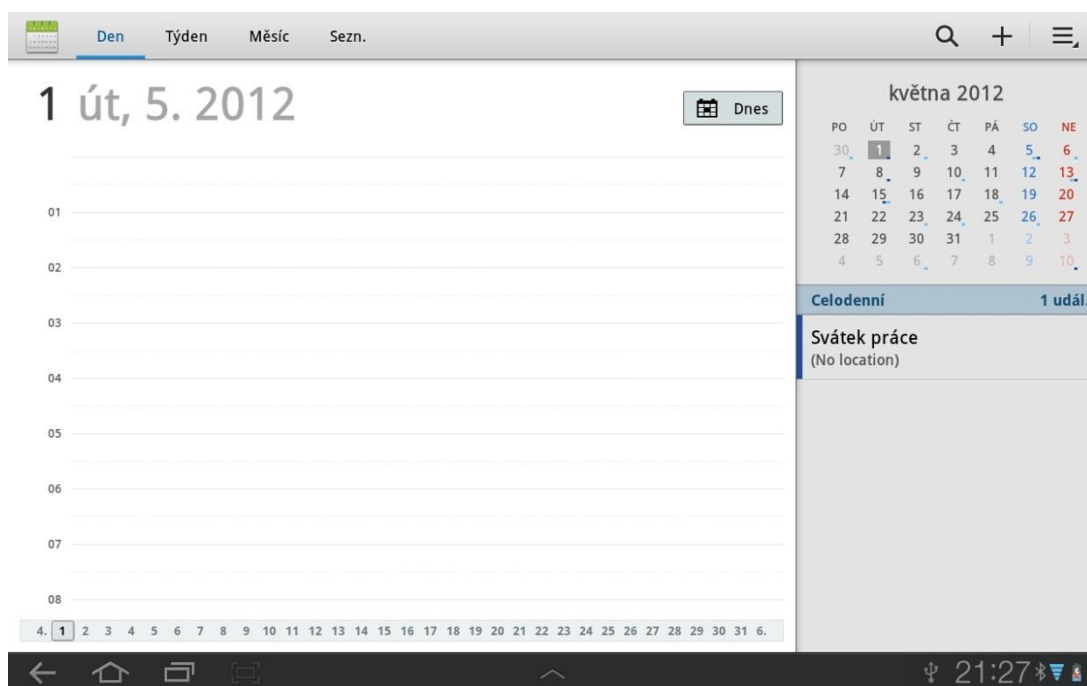 Den Týden Měsíc Sezn.
1 út, 5. 2012
Dnes
01
02
03
04
05
06
07
08
4. 1 2 3 4 5 6 7 8 9 10 11 12 13 14 15 16 17 18 19 20 21 22 23 24 25 26 27 28 29 30 31 6.
května 2012
PO ÚT ST ČT PÁ SO NE
30 1 2 3 4 5 6
7 8 9 10 11 12 13
14 15 16 17 18 19 20
21 22 23 24 25 26 27
28 29 30 31 1 2 3
4 5 6 7 8 9 10
Celodenní 1 udál.
Svátek práce
(No location)
21:27